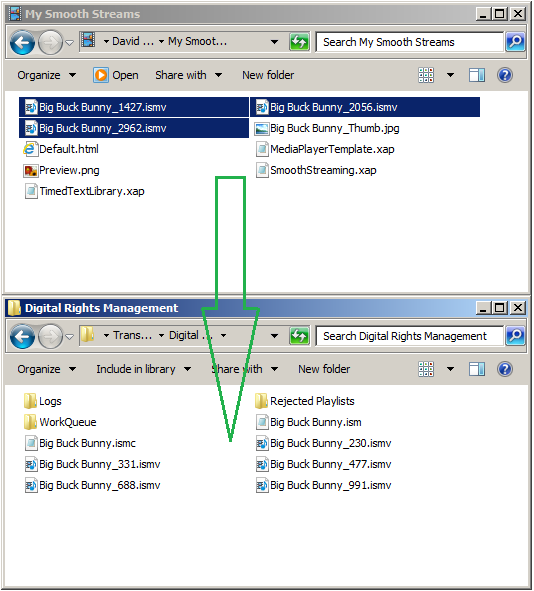 My Smooth Streams
David ... My Smoot... Search My Smooth Streams
Organize Open Share with New folder
Big Buck Bunny_1427.ismv Big Buck Bunny_2056.ismv
Big Buck Bunny_2962.ismv Big Buck Bunny_Thumb.jpg
Default.html MediaPlayerTemplate.xap
Preview.png SmoothStreaming.xap
TimedTextLibrary.xap
Digital Rights Management
Trans... Digital ... Search Digital Rights Management
Organize Include in library Share with New folder
Logs Rejected Playlists
WorkQueue Big Buck Bunny.ism
Big Buck Bunny.ismc Big Buck Bunny_230.ismv
Big Buck Bunny_331.ismv Big Buck Bunny_477.ismv
Big Buck Bunny_688.ismv Big Buck Bunny_991.ismv